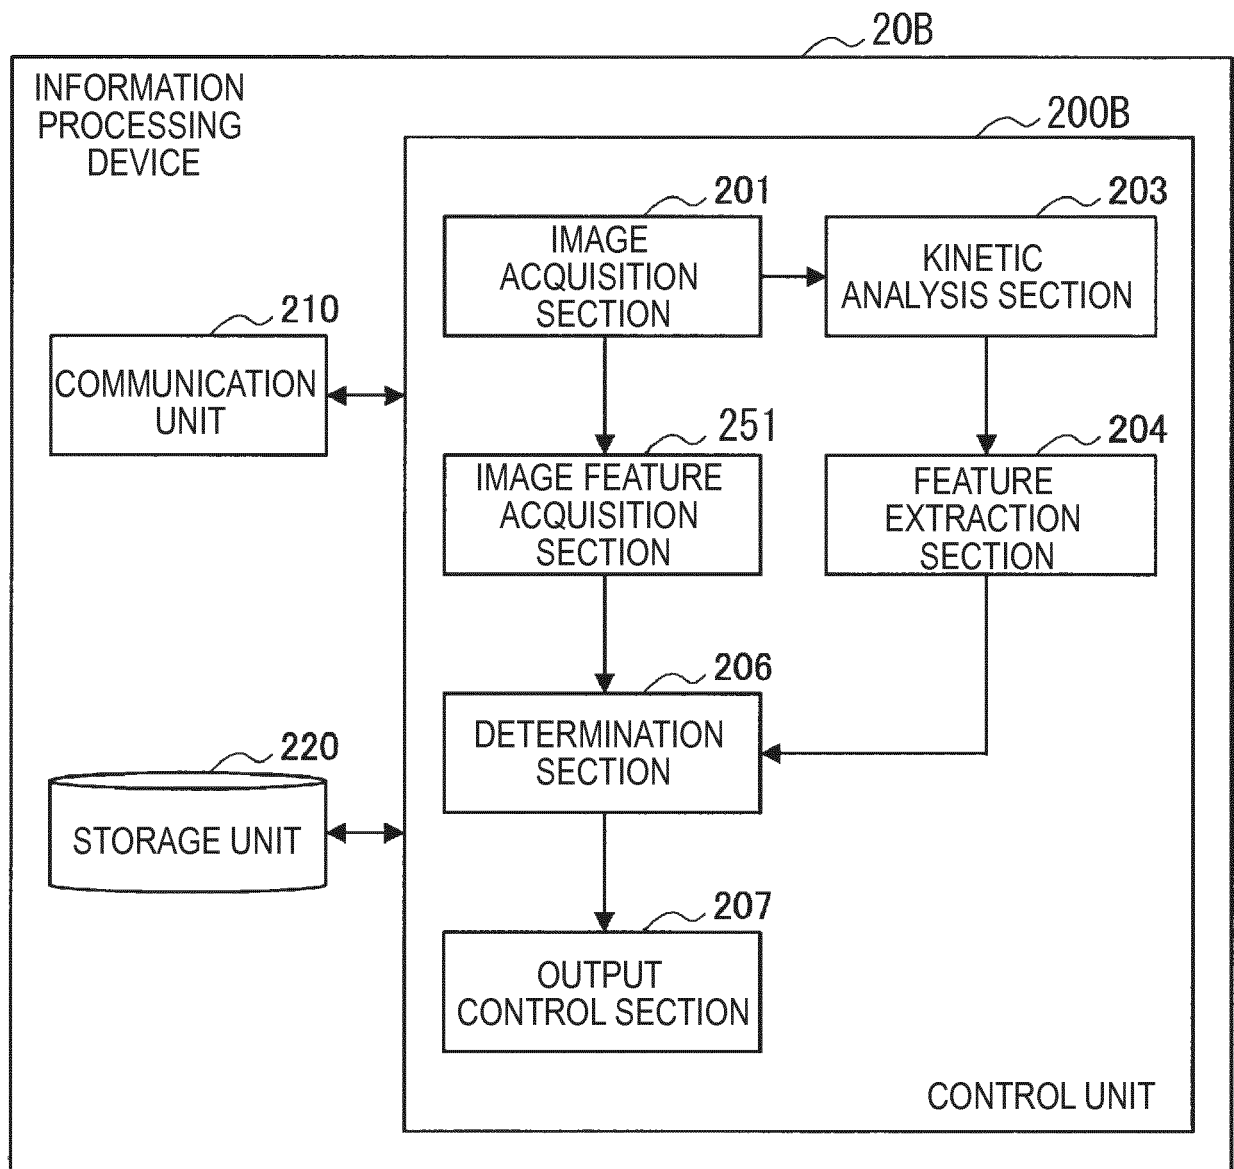 20B
INFORMATION
PROCESSING
DEVICE
200B
201
IMAGE
ACQUISITION
SECTION
203
KINETIC
ANALYSIS SECTION
210
COMMUNICATION
UNIT
251
IMAGE FEATURE
ACQUISITION
SECTION
204
FEATURE
EXTRACTION
SECTION
206
DETERMINATION
SECTION
220
STORAGE UNIT
207
OUTPUT
CONTROL SECTION
CONTROL UNIT